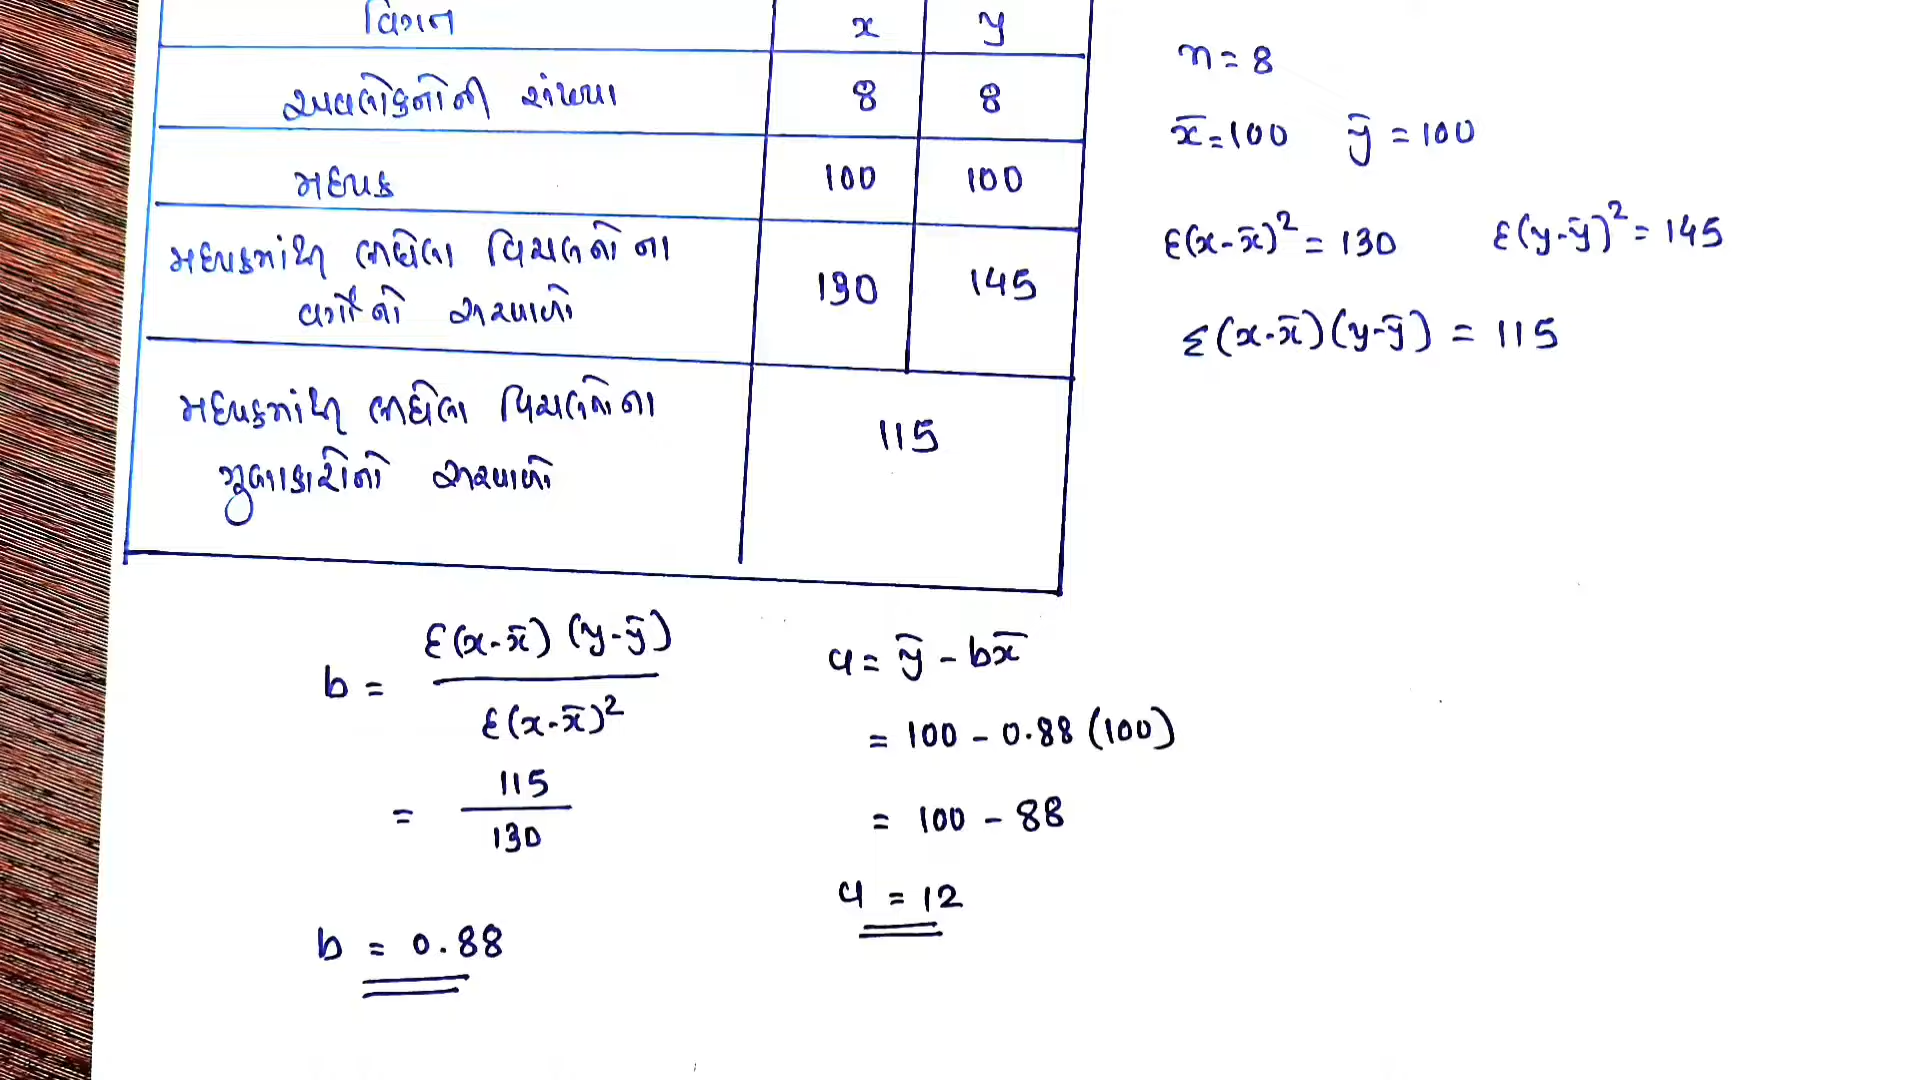 વિગત x y
અવલોકનોની સંખ્યા 8 8
મધ્યક 100 100
મધ્યકમાંથી લીધેલા વિચલનોના
વર્ગોનો સરવાળો 130 145
મધ્યકમાંથી લીધેલા વિચલનોના
ગુણાકારોનો સરવાળો 115
n = 8
x̄ = 100 ȳ = 100
Σ(x-x̄)² = 130 Σ(y-ȳ)² = 145
Σ(x-x̄)(y-ȳ) = 115
b = Σ(x-x̄)(y-ȳ) / Σ(x-x̄)²
= 115 / 130
b = 0.88
a = ȳ - bx̄
= 100 - 0.88 (100)
= 100 - 88
a = 12